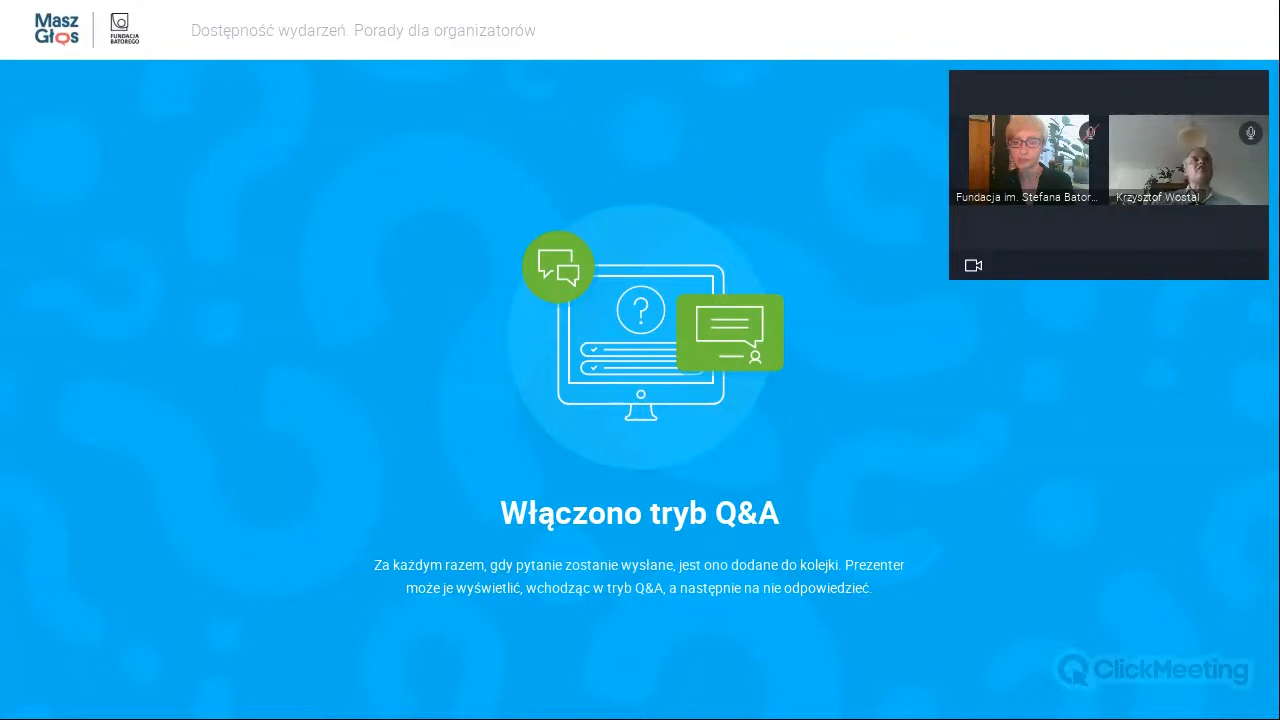 Masz
Głos
FUNDACJA
BATOREGO
Dostępność wydarzeń. Porady dla organizatorów
Fundacja im. Stefana Bator...
Krzysztof Wostal
?
Włączono tryb Q&A
Za każdym razem, gdy pytanie zostanie wysłane, jest ono dodane do kolejki. Prezenter
może je wyświetlić, wchodząc w tryb Q&A, a następnie na nie odpowiedzieć.
ClickMeeting